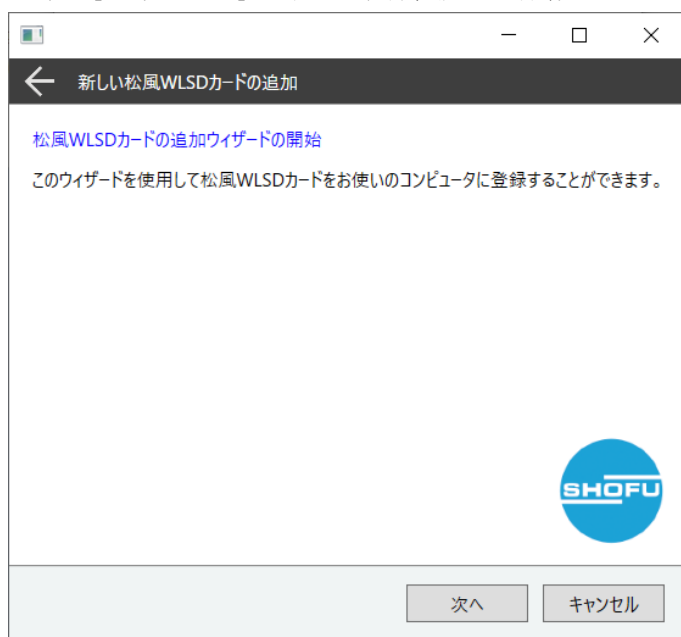 新しい松風WLSDカードの追加
松風WLSDカードの追加ウィザードの開始
このウィザードを使用して松風WLSDカードをお使いのコンピュータに登録することができます。
SHOFU
次へ
キャンセル